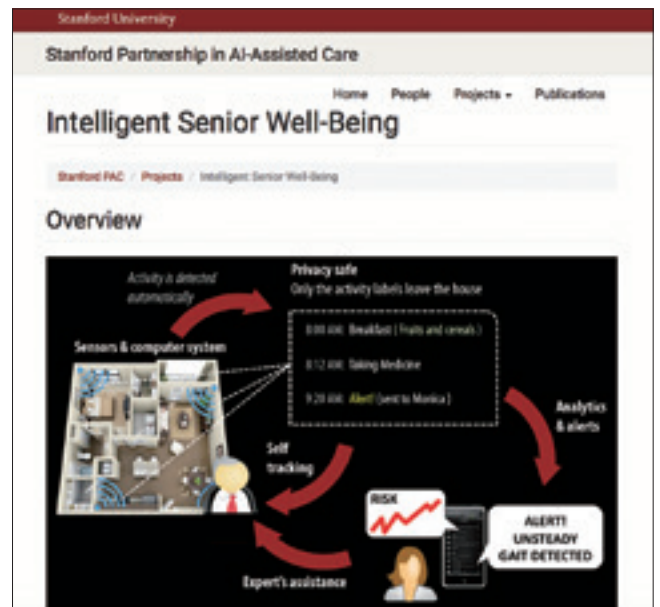 Stanford University
Stanford Partnership in AI-Assisted Care
Home People Projects Publications
Intelligent Senior Well-Being
Stanford PAC / Projects / Intelligent Senior Well-Being
Overview
Activity is detected
automatically
Privacy safe
Only the activity labels leave the house
Sensors & computer system
8:00 AM: Breakfast ( Fruits and cereals )
8:12 AM: Taking Medicine
9:20 AM: Alert! (sent to Monica )
Analytics
& alerts
Self
tracking
RISK
ALERT!
UNSTEADY
GAIT DETECTED
Expert's assistance